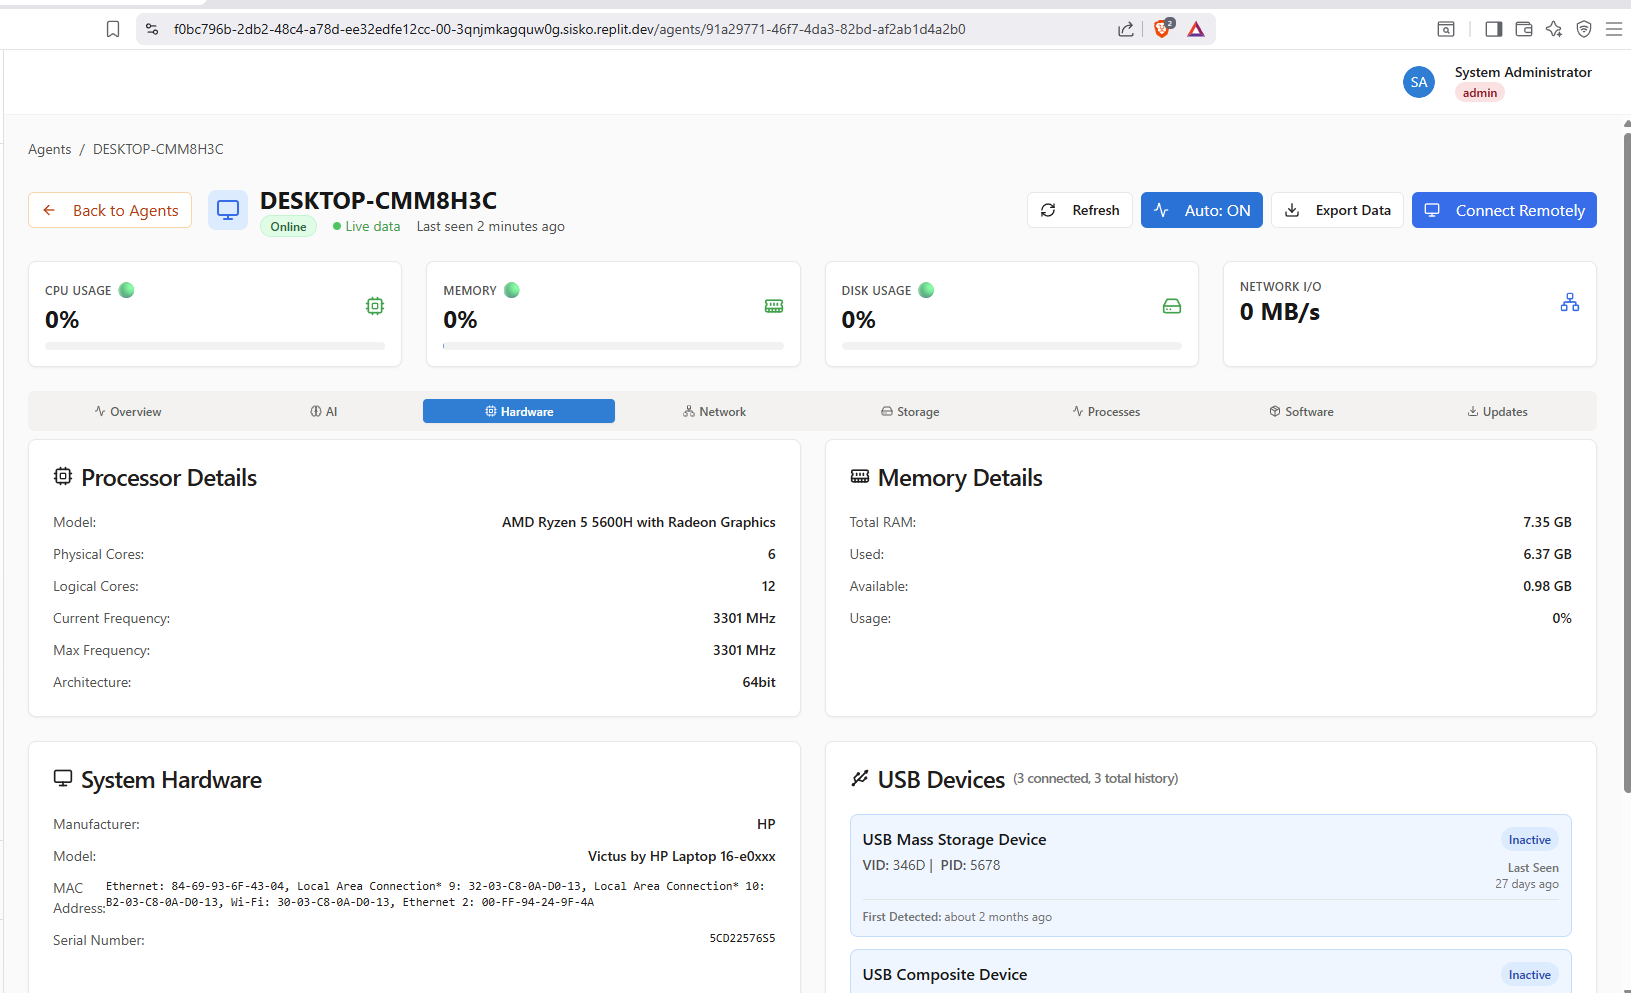 f0bc796b-2db2-48c4-a78d-ee32edfe12cc-00-3qnjmkagquw0g.sisko.replit.dev/agents/91a29771-46f7-4da3-82bd-af2ab1d4a2b0
2
SA
System Administrator
admin
Agents / DESKTOP-CMM8H3C
Back to Agents
DESKTOP-CMM8H3C
Online
Live data
Last seen 2 minutes ago
Refresh
Auto: ON
Export Data
Connect Remotely
CPU USAGE
0%
MEMORY
0%
DISK USAGE
0%
NETWORK I/O
0 MB/s
Overview
AI
Hardware
Network
Storage
Processes
Software
Updates
Processor Details
Model: AMD Ryzen 5 5600H with Radeon Graphics
Physical Cores: 6
Logical Cores: 12
Current Frequency: 3301 MHz
Max Frequency: 3301 MHz
Architecture: 64bit
Memory Details
Total RAM: 7.35 GB
Used: 6.37 GB
Available: 0.98 GB
Usage: 0%
System Hardware
Manufacturer: HP
Model: Victus by HP Laptop 16-e0xxx
MAC Address:
Ethernet: 84-69-93-6F-43-04, Local Area Connection* 9: 32-03-C8-0A-D0-13, Local Area Connection* 10:
B2-03-C8-0A-D0-13, Wi-Fi: 30-03-C8-0A-D0-13, Ethernet 2: 00-FF-94-24-9F-4A
Serial Number: 5CD22576S5
USB Devices (3 connected, 3 total history)
USB Mass Storage Device
Inactive
VID: 346D | PID: 5678
Last Seen
27 days ago
First Detected: about 2 months ago
USB Composite Device
Inactive